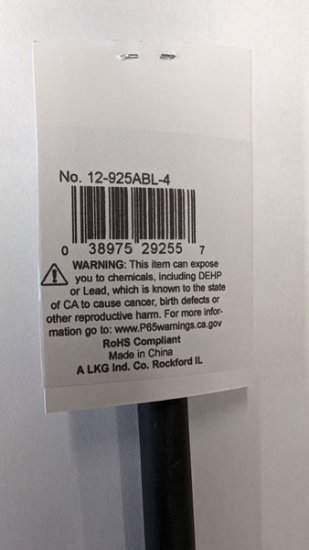 No. 12-925ABL-4
0 38975 29255 7
WARNING: This item can expose
you to chemicals, including DEHP
or Lead, which is known to the state
of CA to cause cancer, birth defects or
other reproductive harm. For more infor-
mation go to: www.P65warnings.ca.gov
RoHS Compliant
Made in China
A LKG Ind. Co. Rockford IL